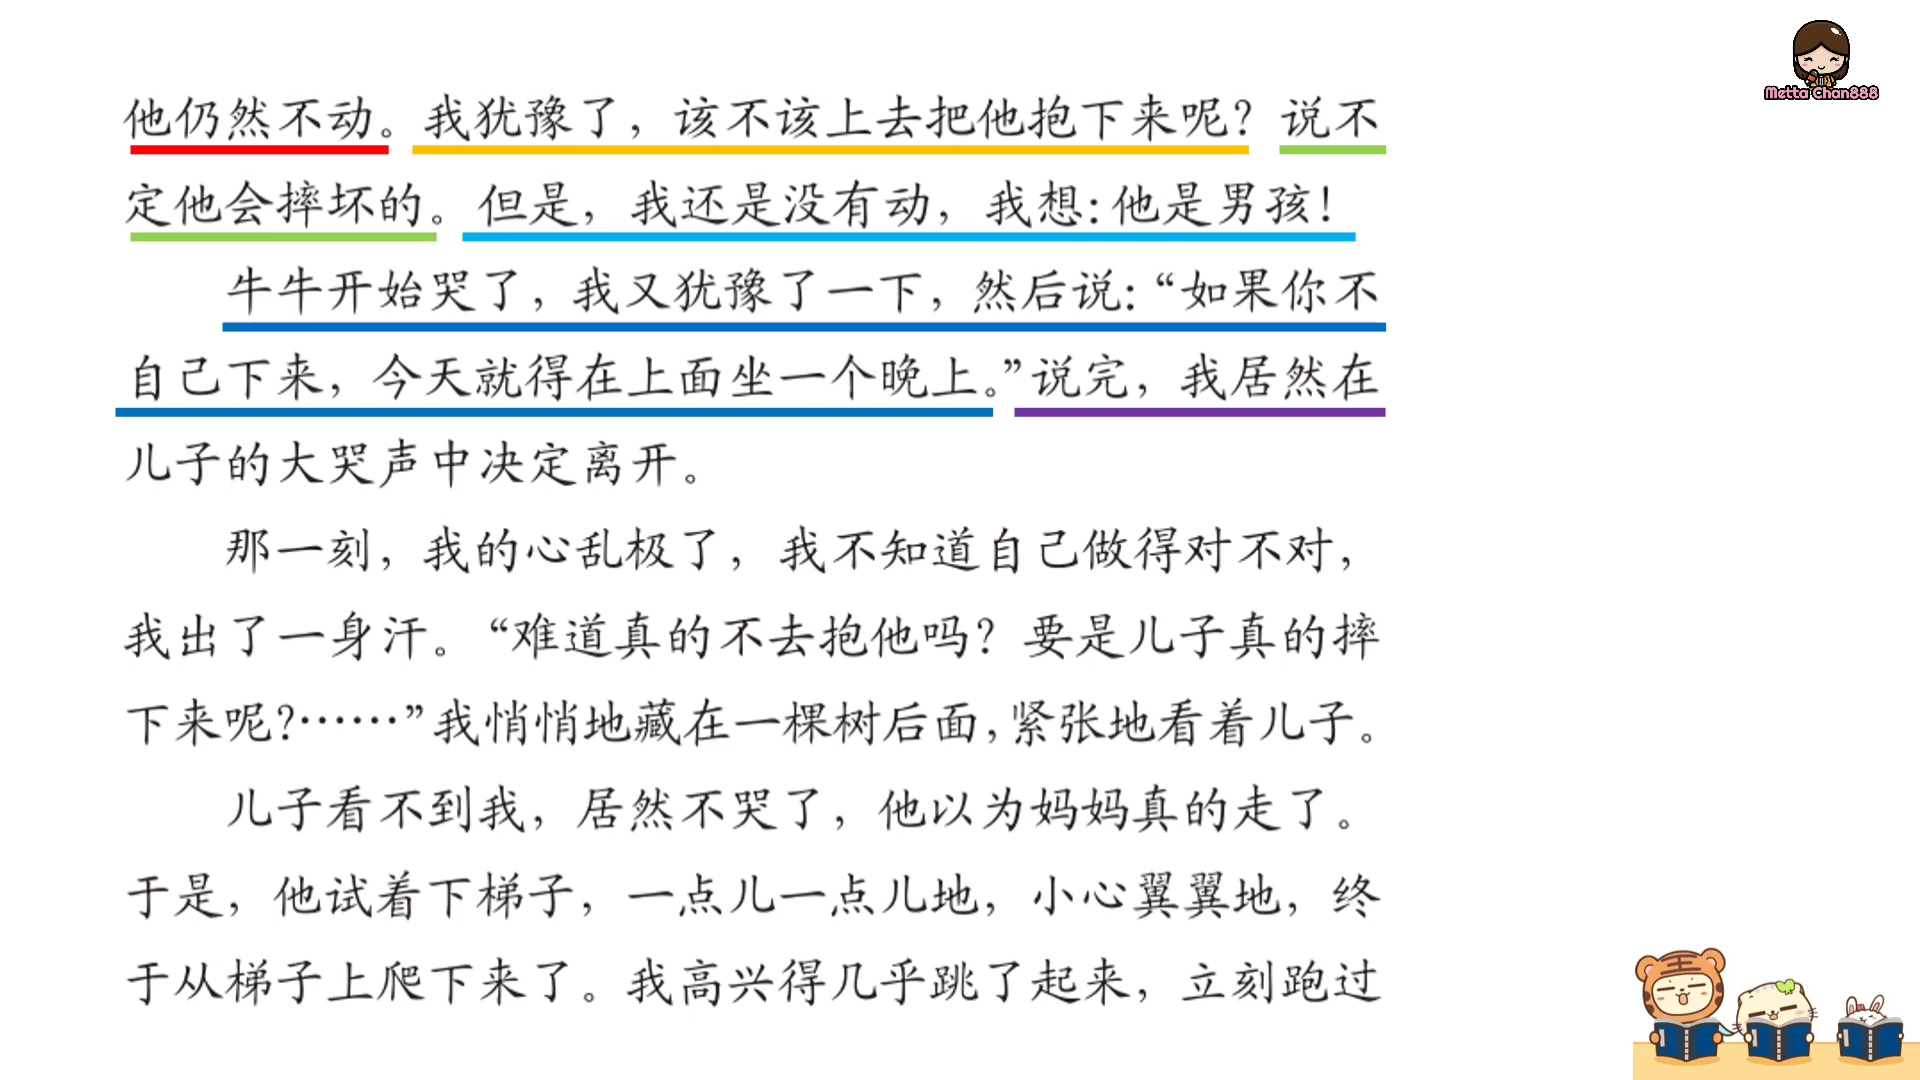 Metta Chan888
他仍然不动。我犹豫了，该不该上去把他抱下来呢？说不
定他会摔坏的。但是，我还是没有动，我想：他是男孩！
牛牛开始哭了，我又犹豫了一下，然后说：“如果你不
自己下来，今天就得在上面坐一个晚上。”说完，我居然在
儿子的大哭声中决定离开。
那一刻，我的心乱极了，我不知道自己做得对不对，
我出了一身汗。“难道真的不去抱他吗？要是儿子真的摔
下来呢？……”我悄悄地藏在一棵树后面，紧张地看着儿子。
儿子看不到我，居然不哭了，他以为妈妈真的走了。
于是，他试着下梯子，一点儿一点儿地，小心翼翼地，终
于从梯子上爬下来了。我高兴得几乎跳了起来，立刻跑过